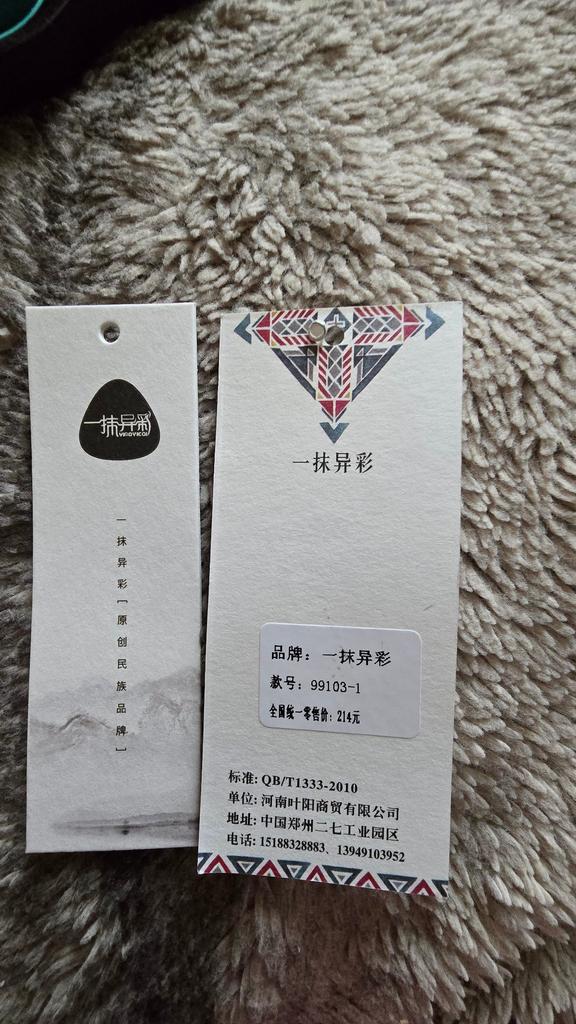 一抹异彩
一抹异彩[原创民族品牌]
一抹异彩
品牌：一抹异彩
款号：99103-1
全国统一零售价：214元
标准: QB/T1333-2010
单位: 河南叶阳商贸有限公司
地址: 中国郑州二七工业园区
电话: 15188328883、13949103952